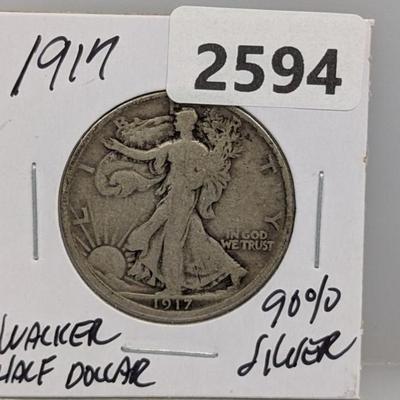 1917
2594
LIBERTY
IN GOD
WE TRUST
1917
WALKER
HALF DOLLAR
90%
SILVER